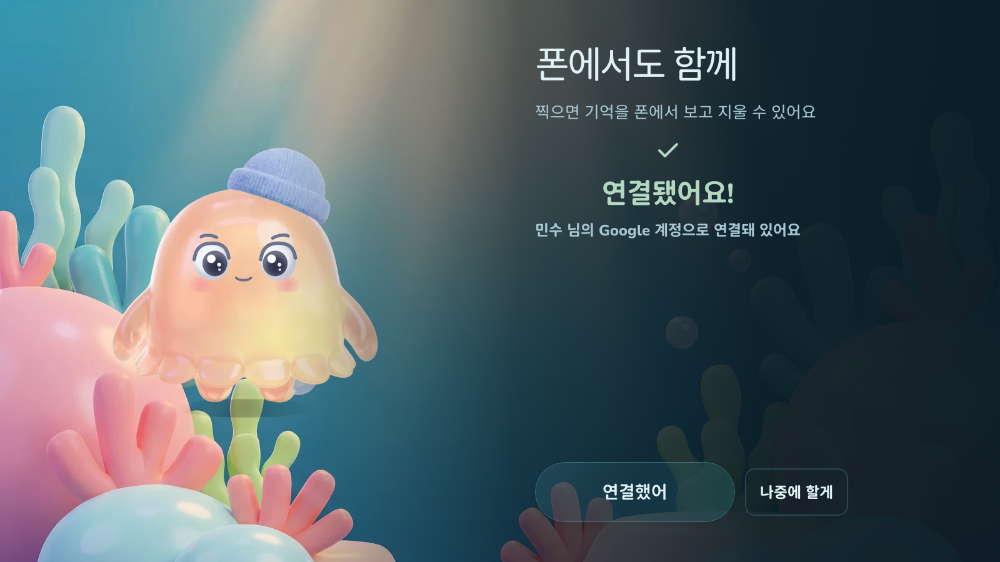 폰에서도 함께
찍으면 기억을 폰에서 보고 지울 수 있어요
연결됐어요!
민수 님의 Google 계정으로 연결돼 있어요
연결했어
나중에 할게